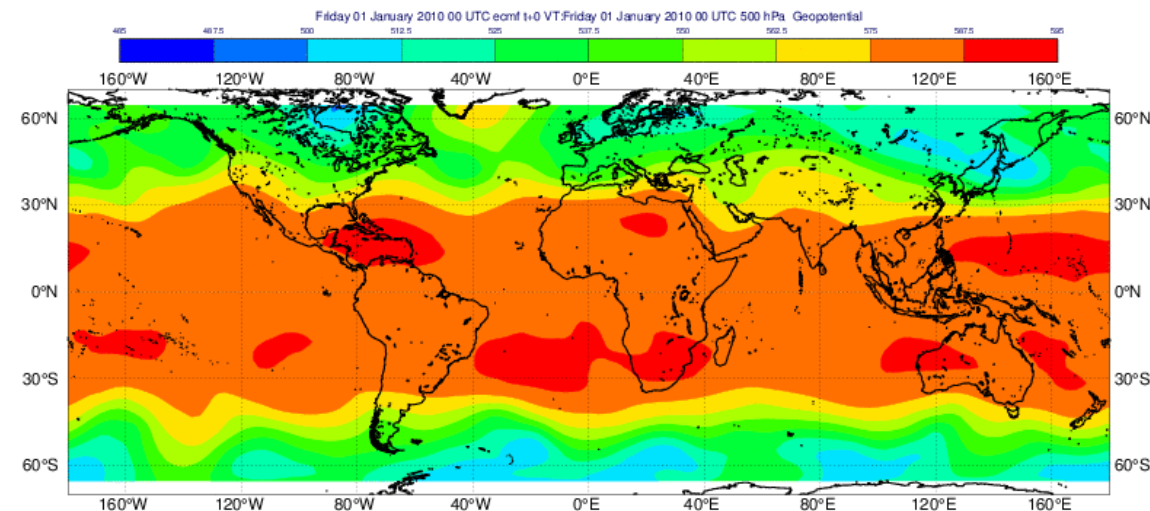 Friday 01 January 2010 00 UTC ecmf t+0 VT:Friday 01 January 2010 00 UTC 500 hPa Geopotential
465 487.5 500 512.5 525 537.5 550 562.5 575 587.5 595
160°W 120°W 80°W 40°W 0°E 40°E 80°E 120°E 160°E
60°N 60°N
30°N 30°N
0°N 0°N
30°S 30°S
60°S 60°S
160°W 120°W 80°W 40°W 0°E 40°E 80°E 120°E 160°E